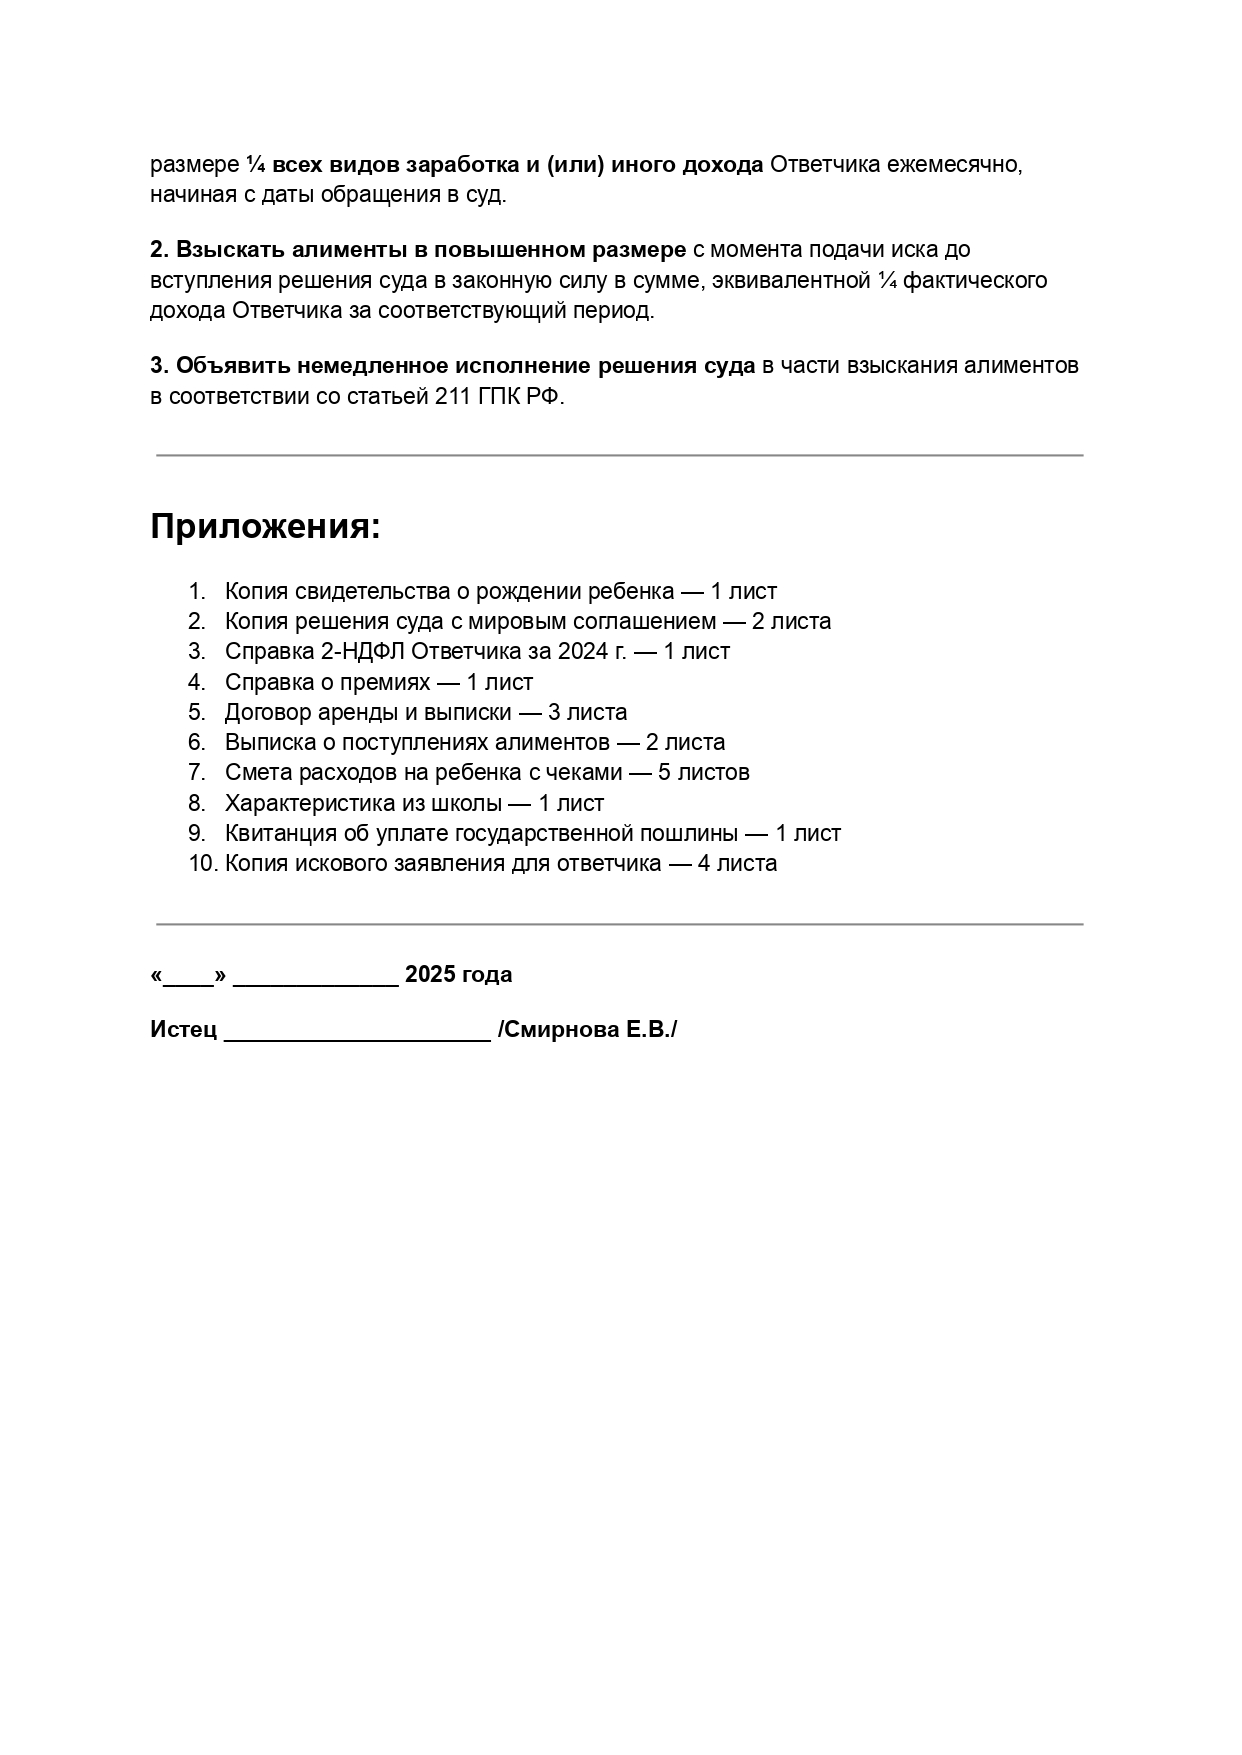 размере ¼ всех видов заработка и (или) иного дохода Ответчика ежемесячно,
начиная с даты обращения в суд.
2. Взыскать алименты в повышенном размере с момента подачи иска до
вступления решения суда в законную силу в сумме, эквивалентной ¼ фактического
дохода Ответчика за соответствующий период.
3. Объявить немедленное исполнение решения суда в части взыскания алиментов
в соответствии со статьей 211 ГПК РФ.
Приложения:
1. Копия свидетельства о рождении ребенка — 1 лист
2. Копия решения суда с мировым соглашением — 2 листа
3. Справка 2-НДФЛ Ответчика за 2024 г. — 1 лист
4. Справка о премиях — 1 лист
5. Договор аренды и выписки — 3 листа
6. Выписка о поступлениях алиментов — 2 листа
7. Смета расходов на ребенка с чеками — 5 листов
8. Характеристика из школы — 1 лист
9. Квитанция об уплате государственной пошлины — 1 лист
10. Копия искового заявления для ответчика — 4 листа
«____» _____________ 2025 года
Истец _____________________ /Смирнова Е.В./